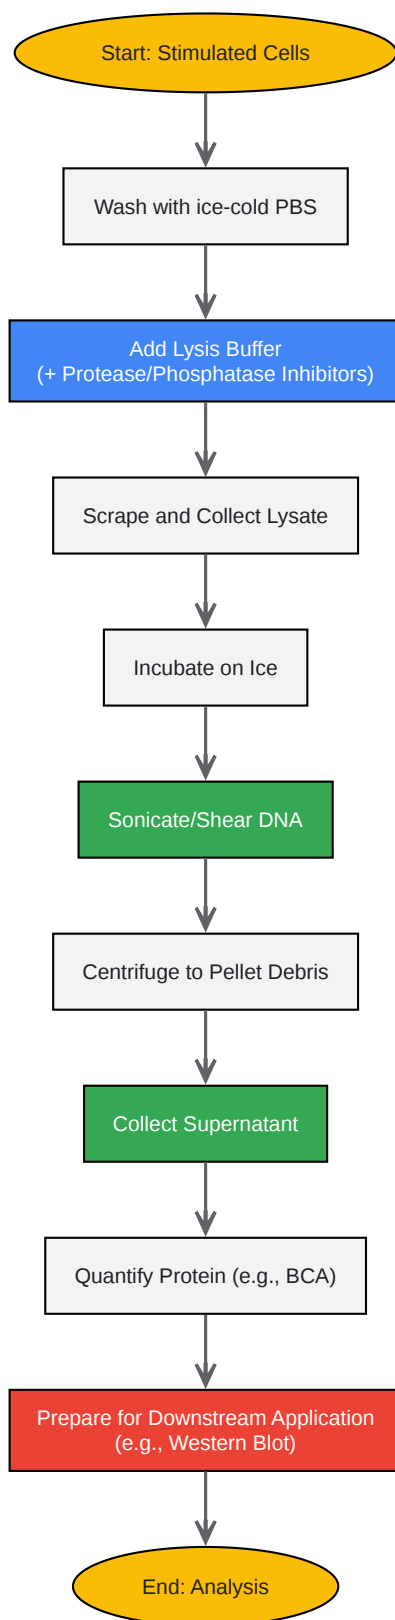 Start: Stimulated Cells
Wash with ice-cold PBS
Add Lysis Buffer
(+ Protease/Phosphatase Inhibitors)
Scrape and Collect Lysate
Incubate on Ice
Sonicate/Shear DNA
Centrifuge to Pellet Debris
Collect Supernatant
Quantify Protein (e.g., BCA)
Prepare for Downstream Application
(e.g., Western Blot)
End: Analysis